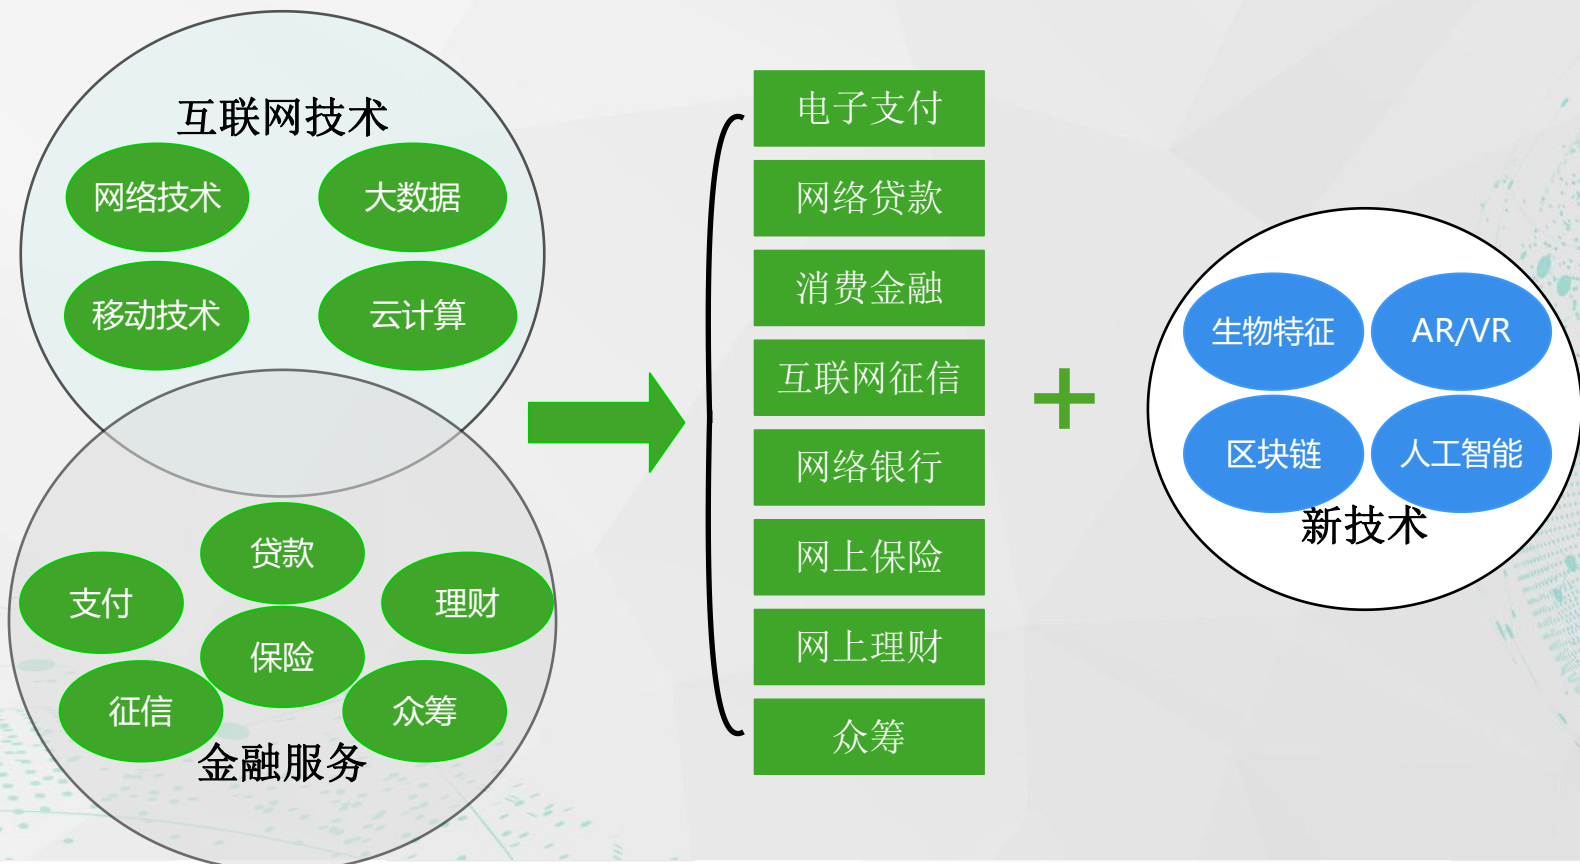 互联网技术
网络技术
大数据
移动技术
云计算
贷款
支付
理财
保险
征信
众筹
金融服务
电子支付
网络贷款
消费金融
互联网征信
网络银行
网上保险
网上理财
众筹
+
生物特征
AR/VR
区块链
人工智能
新技术